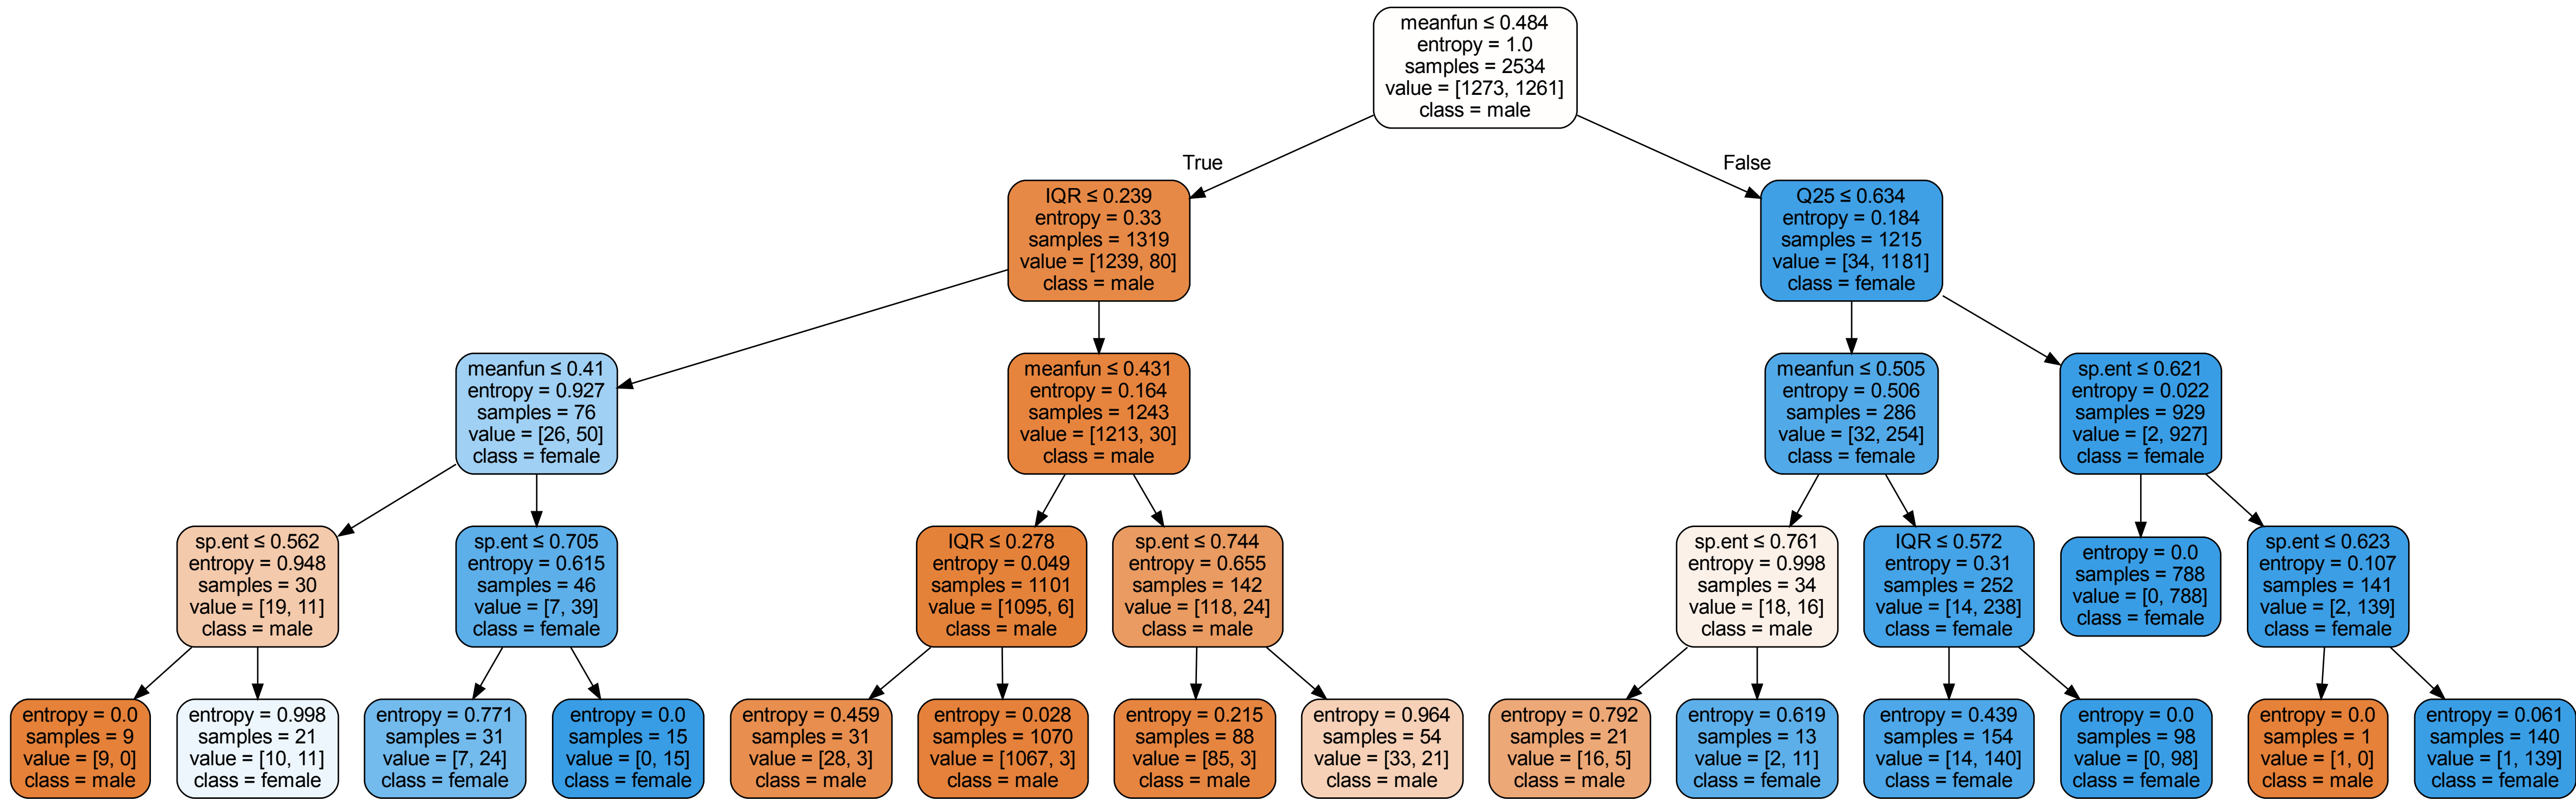 meanfun ≤ 0.484
entropy = 1.0
samples = 2534
value = [1273, 1261]
class = male
True
False
IQR ≤ 0.239
entropy = 0.33
samples = 1319
value = [1239, 80]
class = male
Q25 ≤ 0.634
entropy = 0.184
samples = 1215
value = [34, 1181]
class = female
meanfun ≤ 0.41
entropy = 0.927
samples = 76
value = [26, 50]
class = female
meanfun ≤ 0.431
entropy = 0.164
samples = 1243
value = [1213, 30]
class = male
meanfun ≤ 0.505
entropy = 0.506
samples = 286
value = [32, 254]
class = female
sp.ent ≤ 0.621
entropy = 0.022
samples = 929
value = [2, 927]
class = female
sp.ent ≤ 0.562
entropy = 0.948
samples = 30
value = [19, 11]
class = male
sp.ent ≤ 0.705
entropy = 0.615
samples = 46
value = [7, 39]
class = female
IQR ≤ 0.278
entropy = 0.049
samples = 1101
value = [1095, 6]
class = male
sp.ent ≤ 0.744
entropy = 0.655
samples = 142
value = [118, 24]
class = male
sp.ent ≤ 0.761
entropy = 0.998
samples = 34
value = [18, 16]
class = male
IQR ≤ 0.572
entropy = 0.31
samples = 252
value = [14, 238]
class = female
entropy = 0.0
samples = 788
value = [0, 788]
class = female
sp.ent ≤ 0.623
entropy = 0.107
samples = 141
value = [2, 139]
class = female
entropy = 0.0
samples = 9
value = [9, 0]
class = male
entropy = 0.998
samples = 21
value = [10, 11]
class = female
entropy = 0.771
samples = 31
value = [7, 24]
class = female
entropy = 0.0
samples = 15
value = [0, 15]
class = female
entropy = 0.459
samples = 31
value = [28, 3]
class = male
entropy = 0.028
samples = 1070
value = [1067, 3]
class = male
entropy = 0.215
samples = 88
value = [85, 3]
class = male
entropy = 0.964
samples = 54
value = [33, 21]
class = male
entropy = 0.792
samples = 21
value = [16, 5]
class = male
entropy = 0.619
samples = 13
value = [2, 11]
class = female
entropy = 0.439
samples = 154
value = [14, 140]
class = female
entropy = 0.0
samples = 98
value = [0, 98]
class = female
entropy = 0.0
samples = 1
value = [1, 0]
class = male
entropy = 0.061
samples = 140
value = [1, 139]
class = female